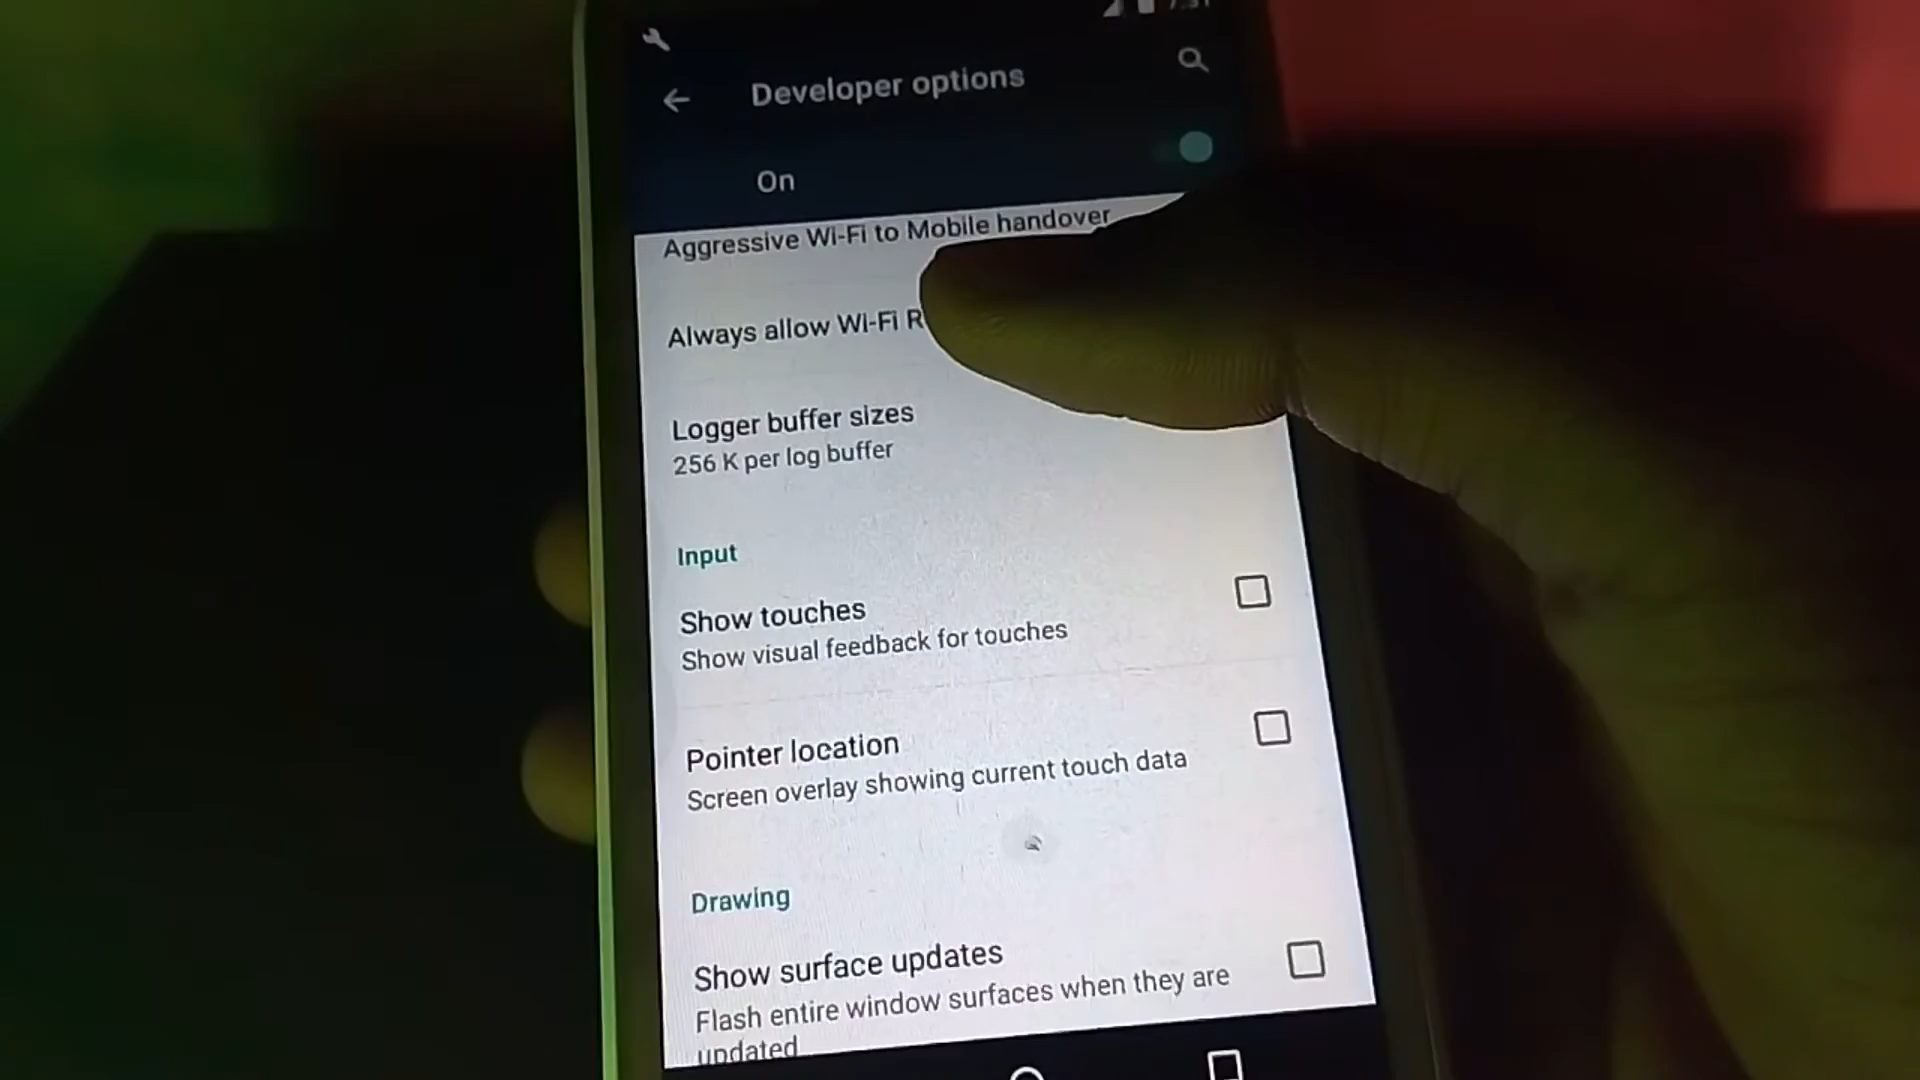 Developer options
On
Aggressive Wi-Fi to Mobile handover
Always allow Wi-Fi R
Logger buffer sizes
256 K per log buffer
Input
Show touches
Show visual feedback for touches
Pointer location
Screen overlay showing current touch data
Drawing
Show surface updates
Flash entire window surfaces when they are
updated